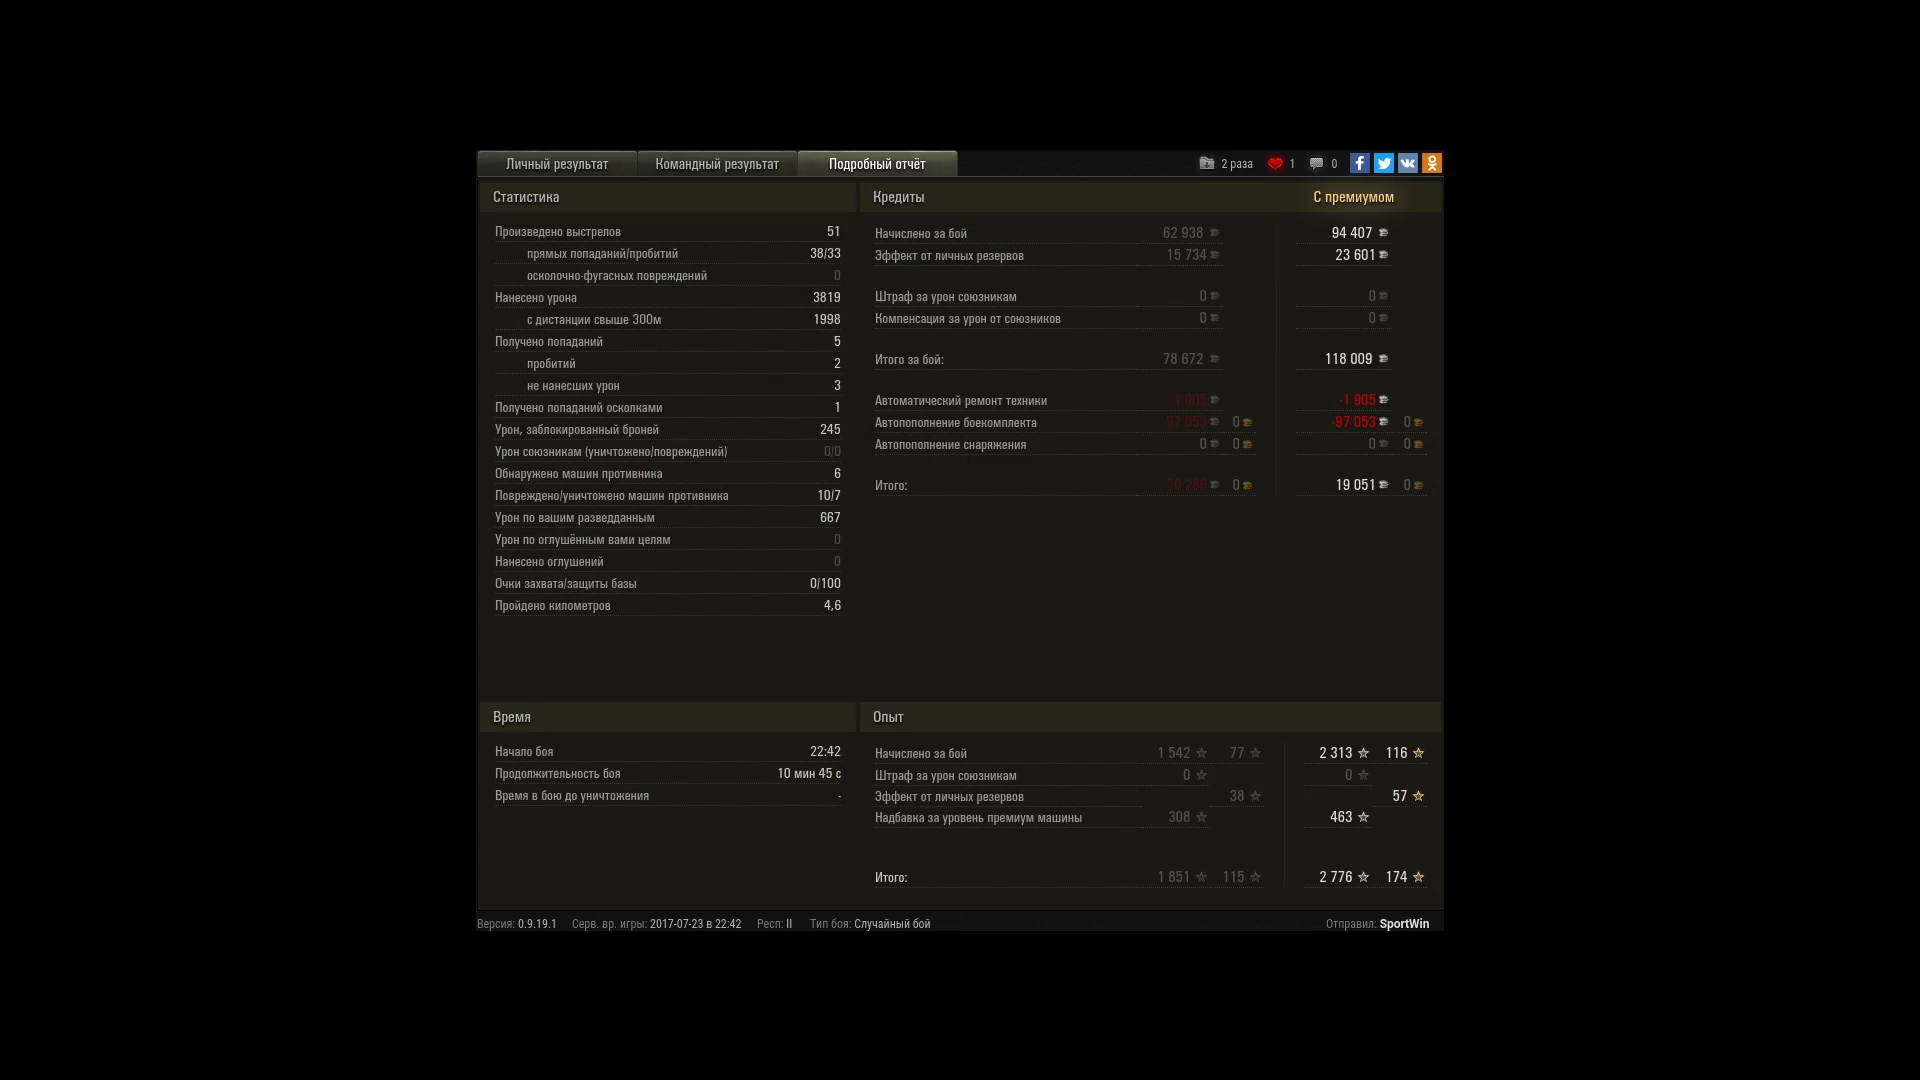 Личный результат Командный результат Подробный отчёт 2 раза 1 0
Статистика
Произведено выстрелов 51
прямых попаданий/пробитий 38/33
осколочно-фугасных повреждений 0
Нанесено урона 3819
с дистанции свыше 300м 1998
Получено попаданий 5
пробитий 2
не нанесших урон 3
Получено попаданий осколками 1
Урон, заблокированный броней 245
Урон союзникам (уничтожено/повреждений) 0/0
Обнаружено машин противника 6
Повреждено/уничтожено машин противника 10/7
Урон по вашим разведданным 667
Урон по оглушённым вами целям 0
Нанесено оглушений 0
Очки захвата/защиты базы 0/100
Пройдено километров 4,6
Кредиты С премиумом
Начислено за бой 62 938 94 407
Эффект от личных резервов 15 734 23 601
Штраф за урон союзникам 0 0
Компенсация за урон от союзников 0 0
Итого за бой: 78 672 118 009
Автоматический ремонт техники -1 905 -1 905
Автопополнение боекомплекта -97 053 0 -97 053 0
Автопополнение снаряжения 0 0 0 0
Итого: 0 19 051 0
Время
Начало боя 22:42
Продолжительность боя 10 мин 45 с
Время в бою до уничтожения -
Опыт
Начислено за бой 1 542 77 2 313 116
Штраф за урон союзникам 0 0
Эффект от личных резервов 38 57
Надбавка за уровень премиум машины 308 463
Итого: 1 851 115 2 776 174
Версия: 0.9.19.1 Серв. вр. игры: 2017-07-23 в 22:42 Респ: II Тип боя: Случайный бой Отправил: SportWin